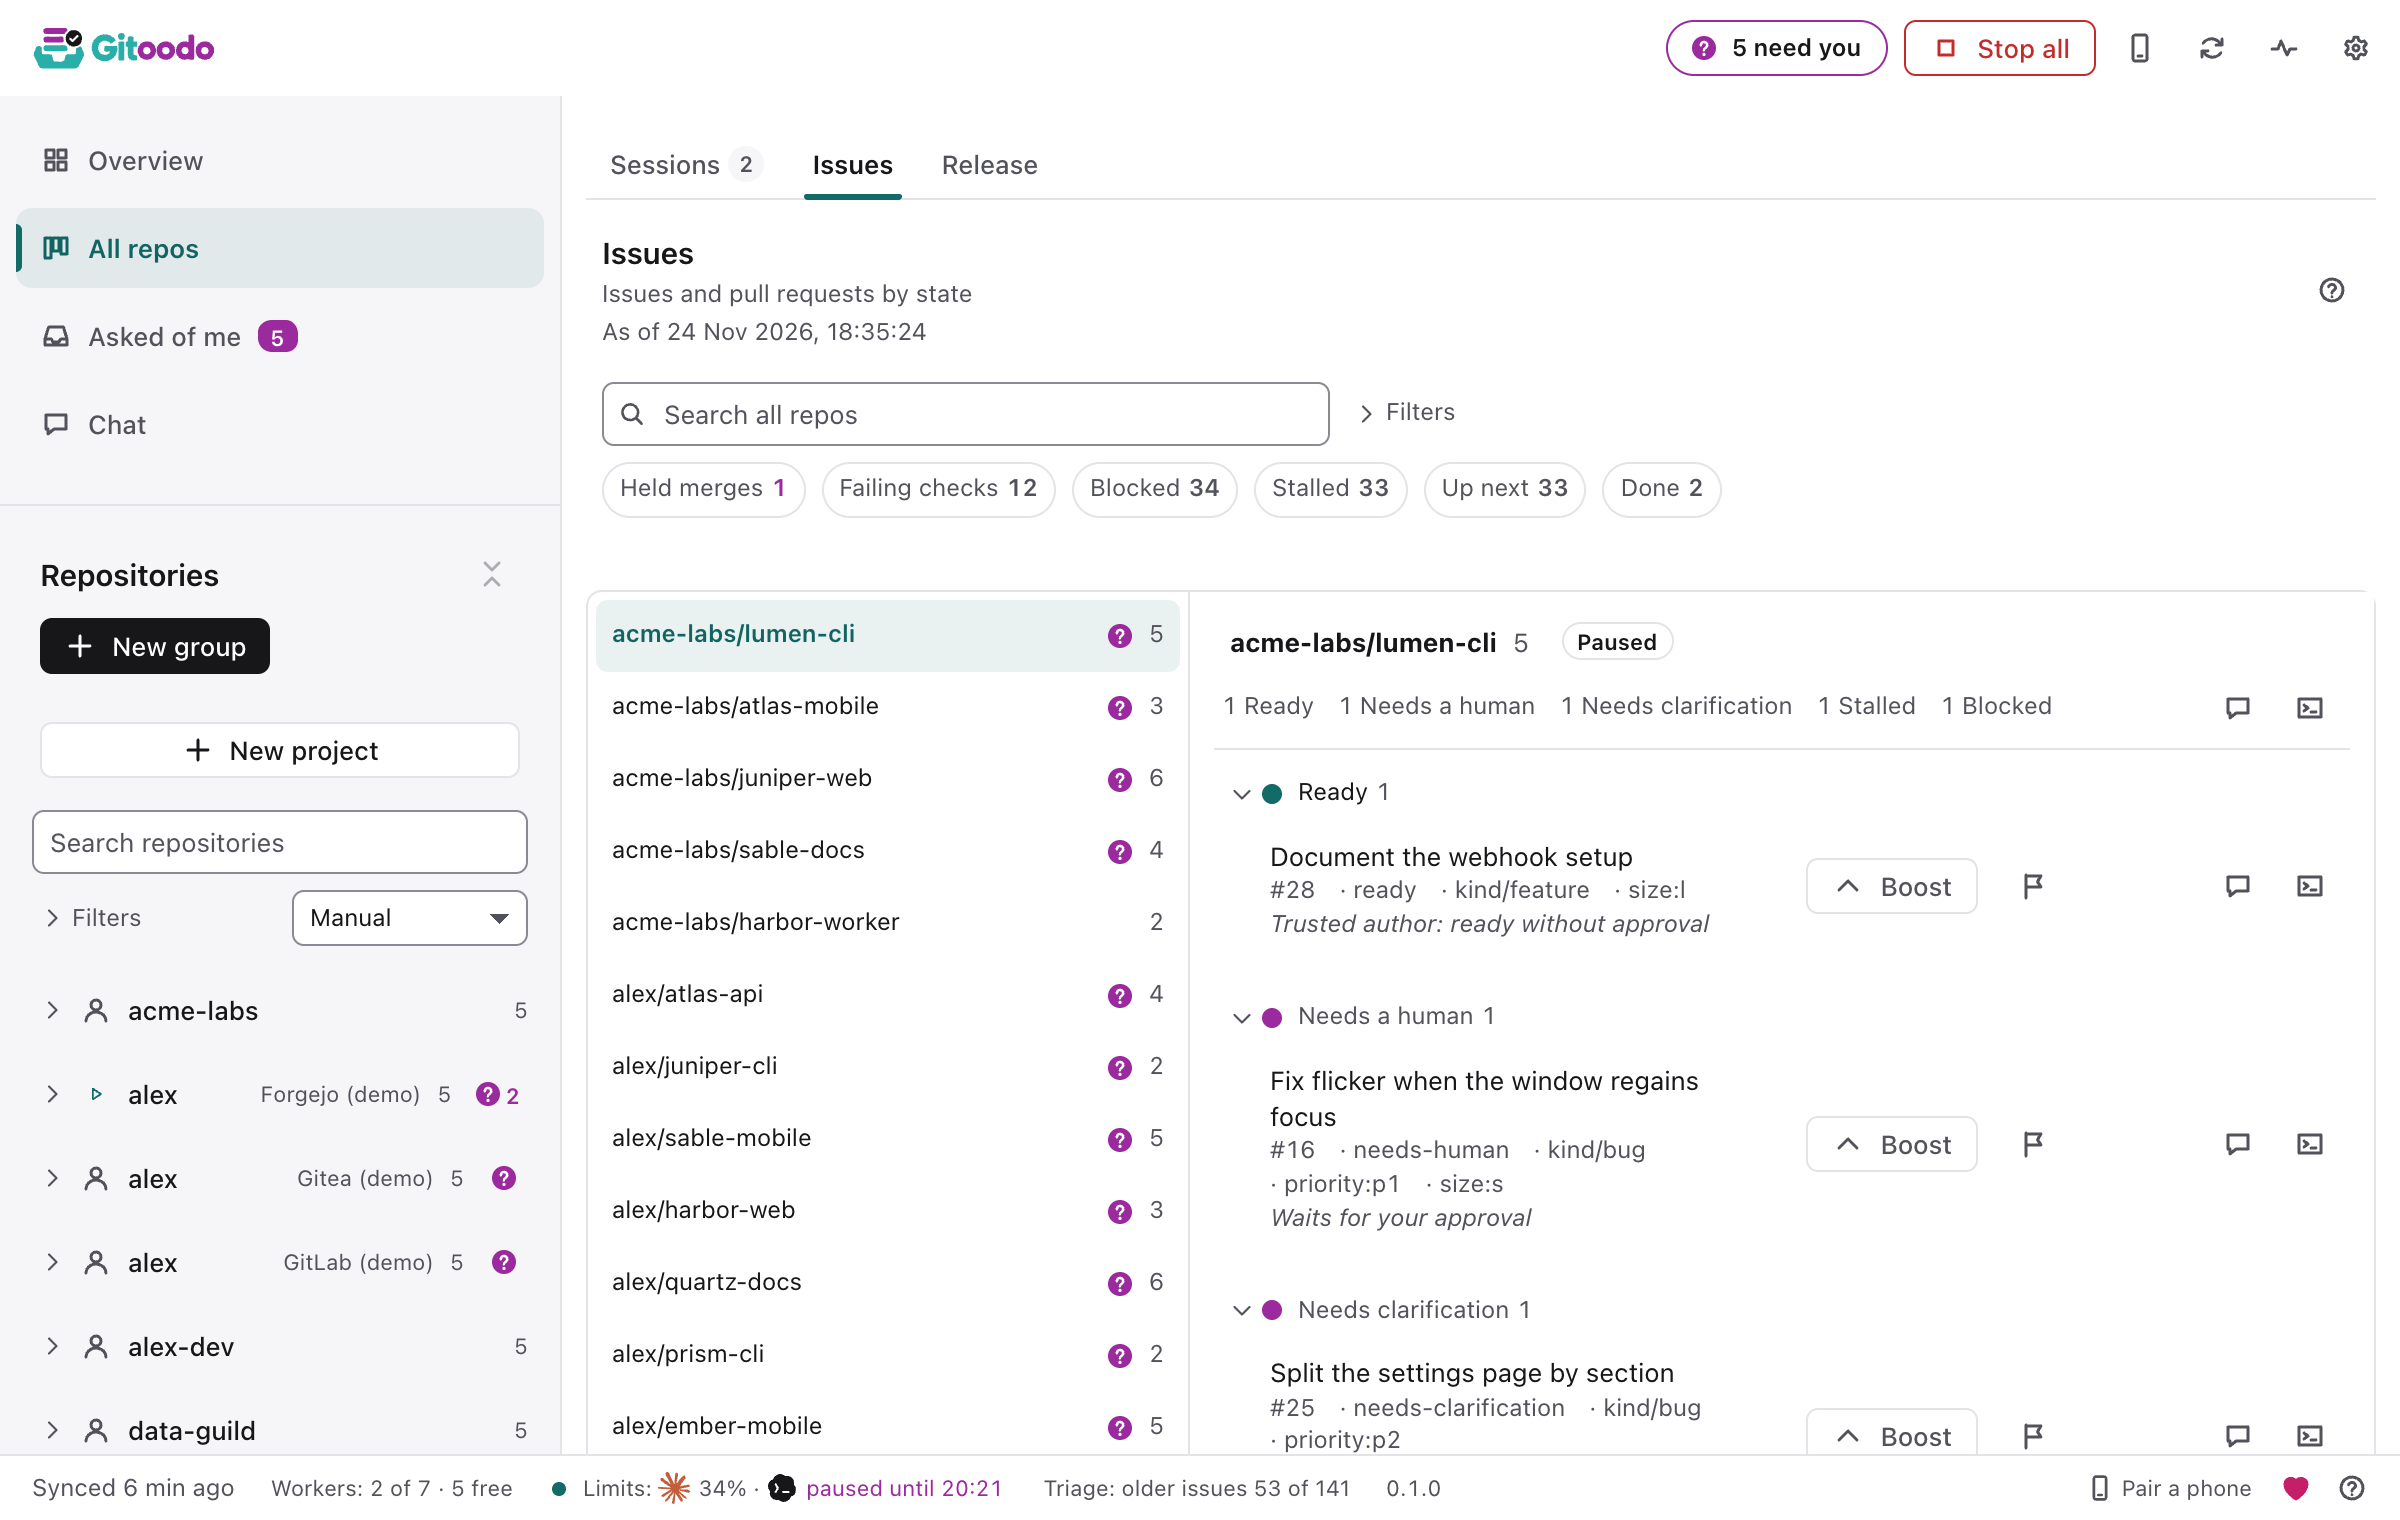 Gitoodo
5 need you
Stop all
Overview
All repos
Asked of me 5
Chat
Repositories
New group
New project
Search repositories
Filters
Manual
acme-labs 5
alex Forgejo (demo) 5 ? 2
alex Gitea (demo) 5 ?
alex GitLab (demo) 5 ?
alex-dev 5
data-guild 5
Sessions 2
Issues
Release
Issues
Issues and pull requests by state
As of 24 Nov 2026, 18:35:24
Search all repos
Filters
Held merges 1
Failing checks 12
Blocked 34
Stalled 33
Up next 33
Done 2
acme-labs/lumen-cli ? 5
acme-labs/atlas-mobile ? 3
acme-labs/juniper-web ? 6
acme-labs/sable-docs ? 4
acme-labs/harbor-worker 2
alex/atlas-api ? 4
alex/juniper-cli ? 2
alex/sable-mobile ? 5
alex/harbor-web ? 3
alex/quartz-docs ? 6
alex/prism-cli ? 2
alex/ember-mobile ? 5
acme-labs/lumen-cli 5 Paused
1 Ready 1 Needs a human 1 Needs clarification 1 Stalled 1 Blocked
Ready 1
Document the webhook setup
#28 · ready · kind/feature · size:l
Trusted author: ready without approval
Boost
Needs a human 1
Fix flicker when the window regains
focus
#16 · needs-human · kind/bug
· priority:p1 · size:s
Waits for your approval
Boost
Needs clarification 1
Split the settings page by section
#25 · needs-clarification · kind/bug
· priority:p2
Boost
Synced 6 min ago
Workers: 2 of 7 · 5 free
Limits: 34% · paused until 20:21
Triage: older issues 53 of 141
0.1.0
Pair a phone